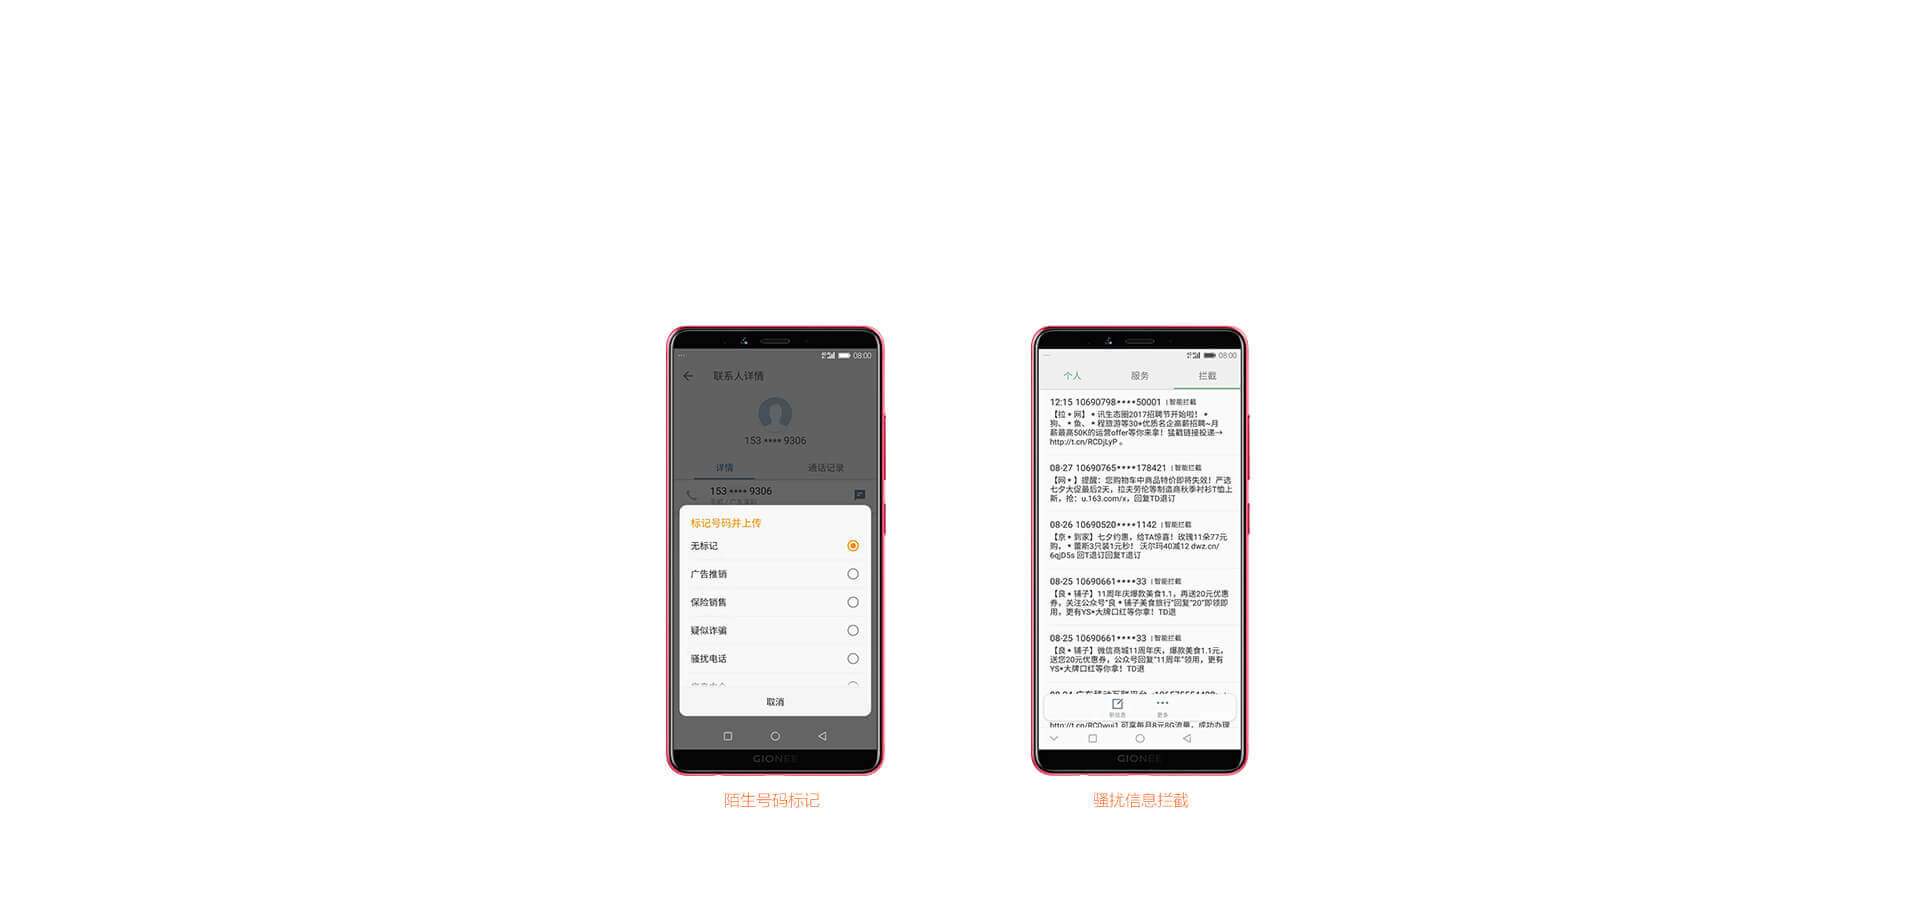 08:00
联系人详情
153 **** 9306
详情
通话记录
153 **** 9306
标记号码并上传
无标记
广告推销
保险销售
疑似诈骗
骚扰电话
取消
GIONEE
陌生号码标记
08:00
个人
服务
拦截
12:15 10690798****50001 | 智能拦截
【拉*网】*讯生态圈2017招聘节开始啦！*
狗、*鱼、*程旅游等30+优质名企高薪招聘~月
薪最高50K的运营offer等你来拿！猛戳链接投递→
http://t.cn/RCDjLyP 。
08-27 10690765****178421 | 智能拦截
【网*】提醒：您购物车中商品特价即将失效！严选
七夕大促最后2天，拉夫劳伦等制造商秋季衬衫T恤上
新，抢：u.163.com/x，回复TD退订
08-26 10690520****1142 | 智能拦截
【京*到家】七夕约惠，给TA惊喜！玫瑰11朵77元
购，*蕾斯3只装1元秒！ 沃尔玛40减12 dwz.cn/
6qjD5s 回T退订回复T退订
08-25 10690661****33 | 智能拦截
【良*铺子】11周年庆爆款美食1.1，再送20元优惠
券，关注公众号“良*铺子美食旅行”回复“20”即领即
用，更有YS*大牌口红等你拿！TD退
08-25 10690661****33 | 智能拦截
【良*铺子】微信商城11周年庆，爆款美食1.1元，
送您20元优惠券，公众号回复“11周年”领用，更有
YS*大牌口红等你拿！TD退
新信息
更多
http://t.cn/RCOwui1 可享每月8元8G流量，成功办理
GIONEE
骚扰信息拦截